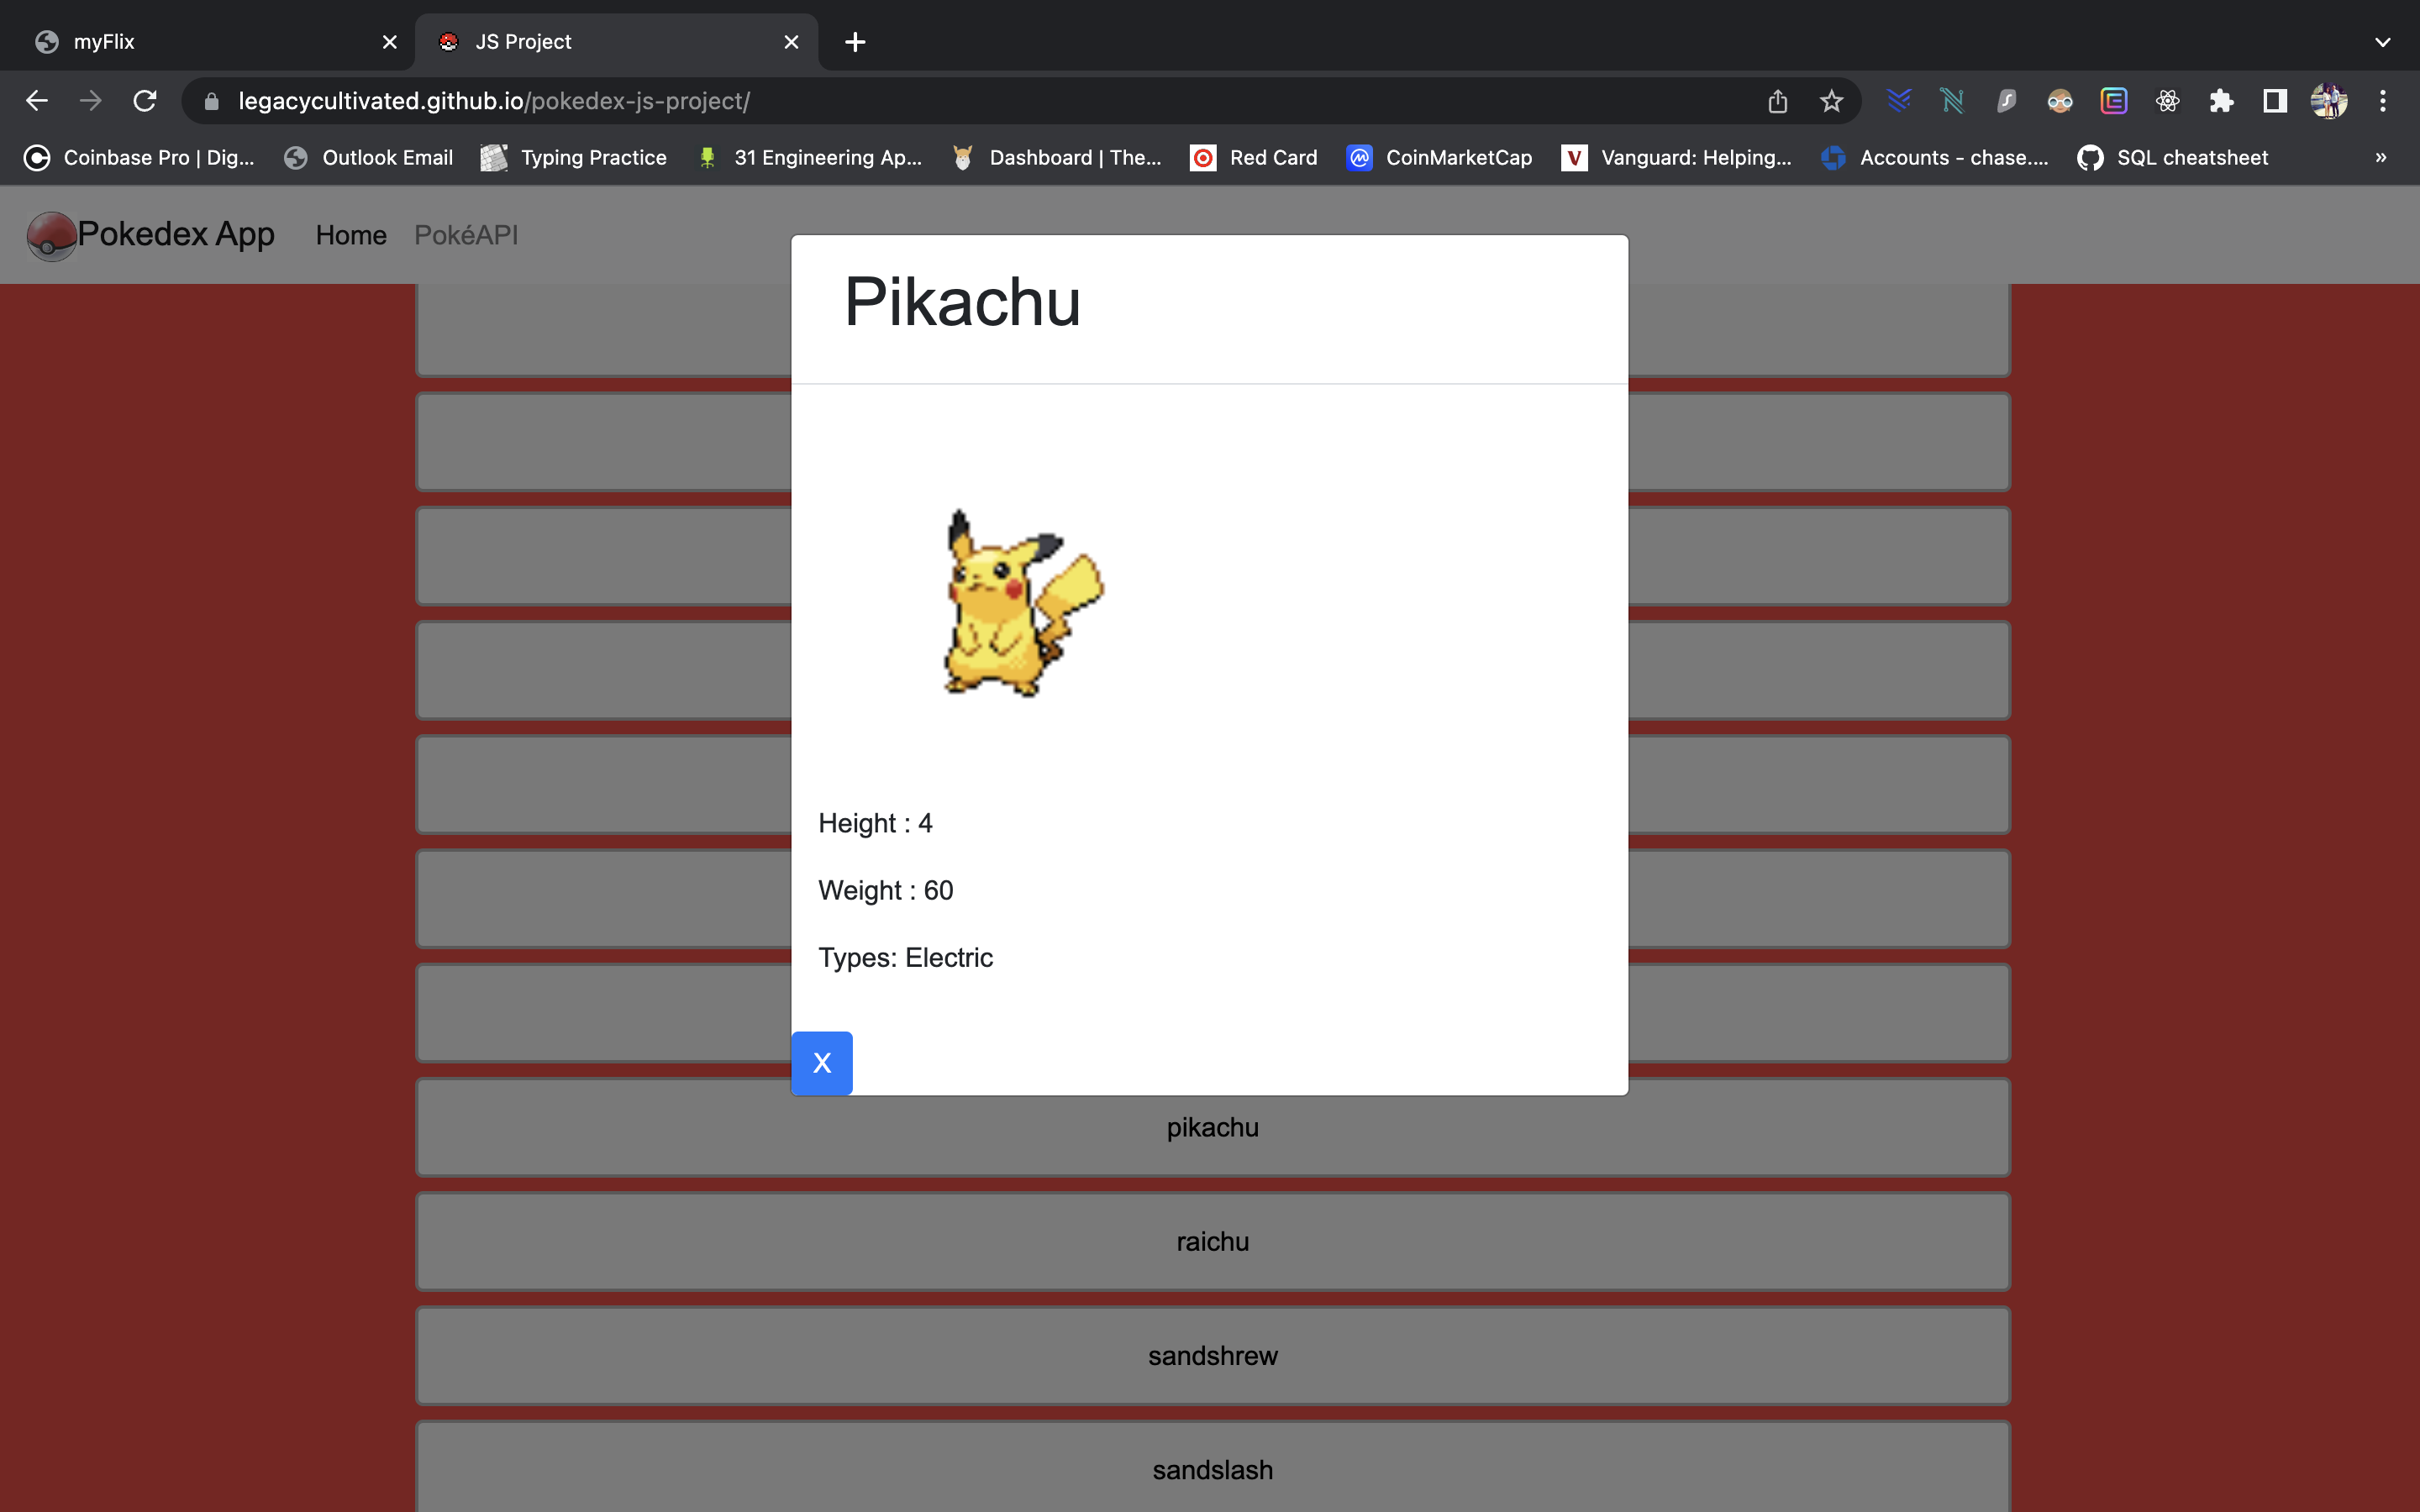 myFlix
JS Project
legacycultivated.github.io/pokedex-js-project/
Coinbase Pro | Dig... Outlook Email Typing Practice 31 Engineering Ap... Dashboard | The... Red Card CoinMarketCap Vanguard: Helping... Accounts - chase.... SQL cheatsheet »
Pokedex App Home PokéAPI
Pikachu
Height : 4
Weight : 60
Types: Electric
X
pikachu
raichu
sandshrew
sandslash